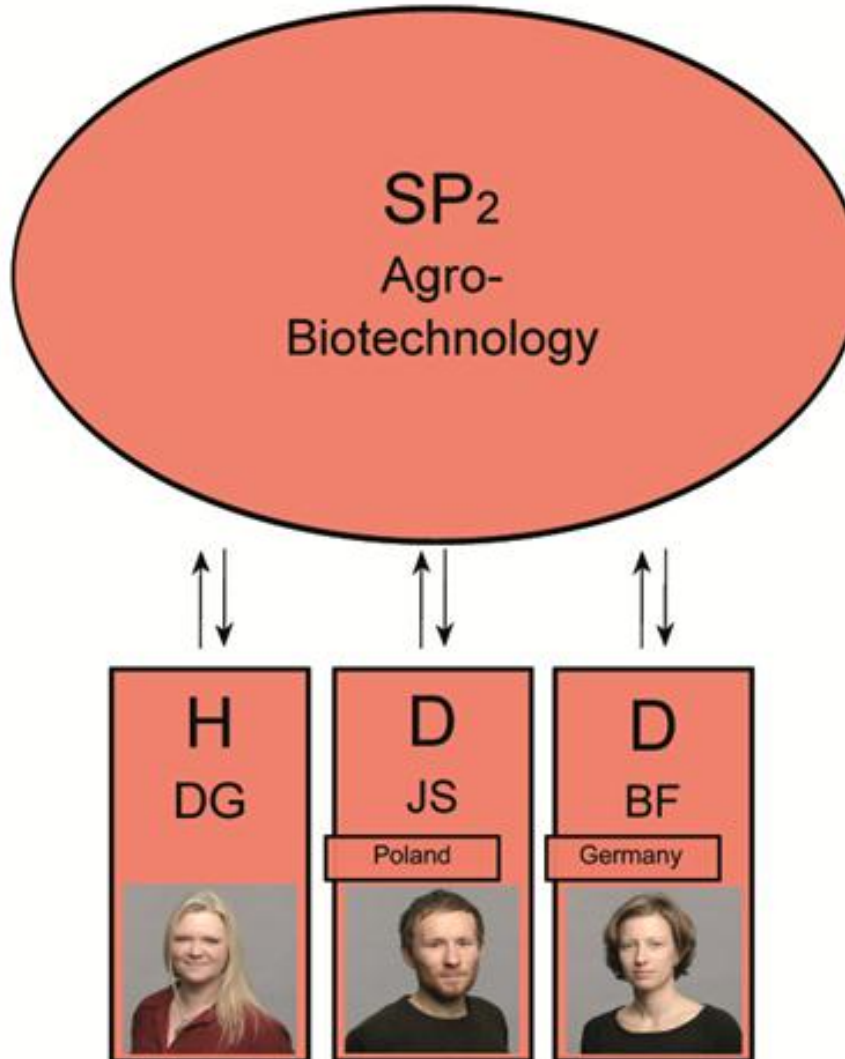 SP2
Agro-
Biotechnology
H
DG
D
JS
Poland
D
BF
Germany